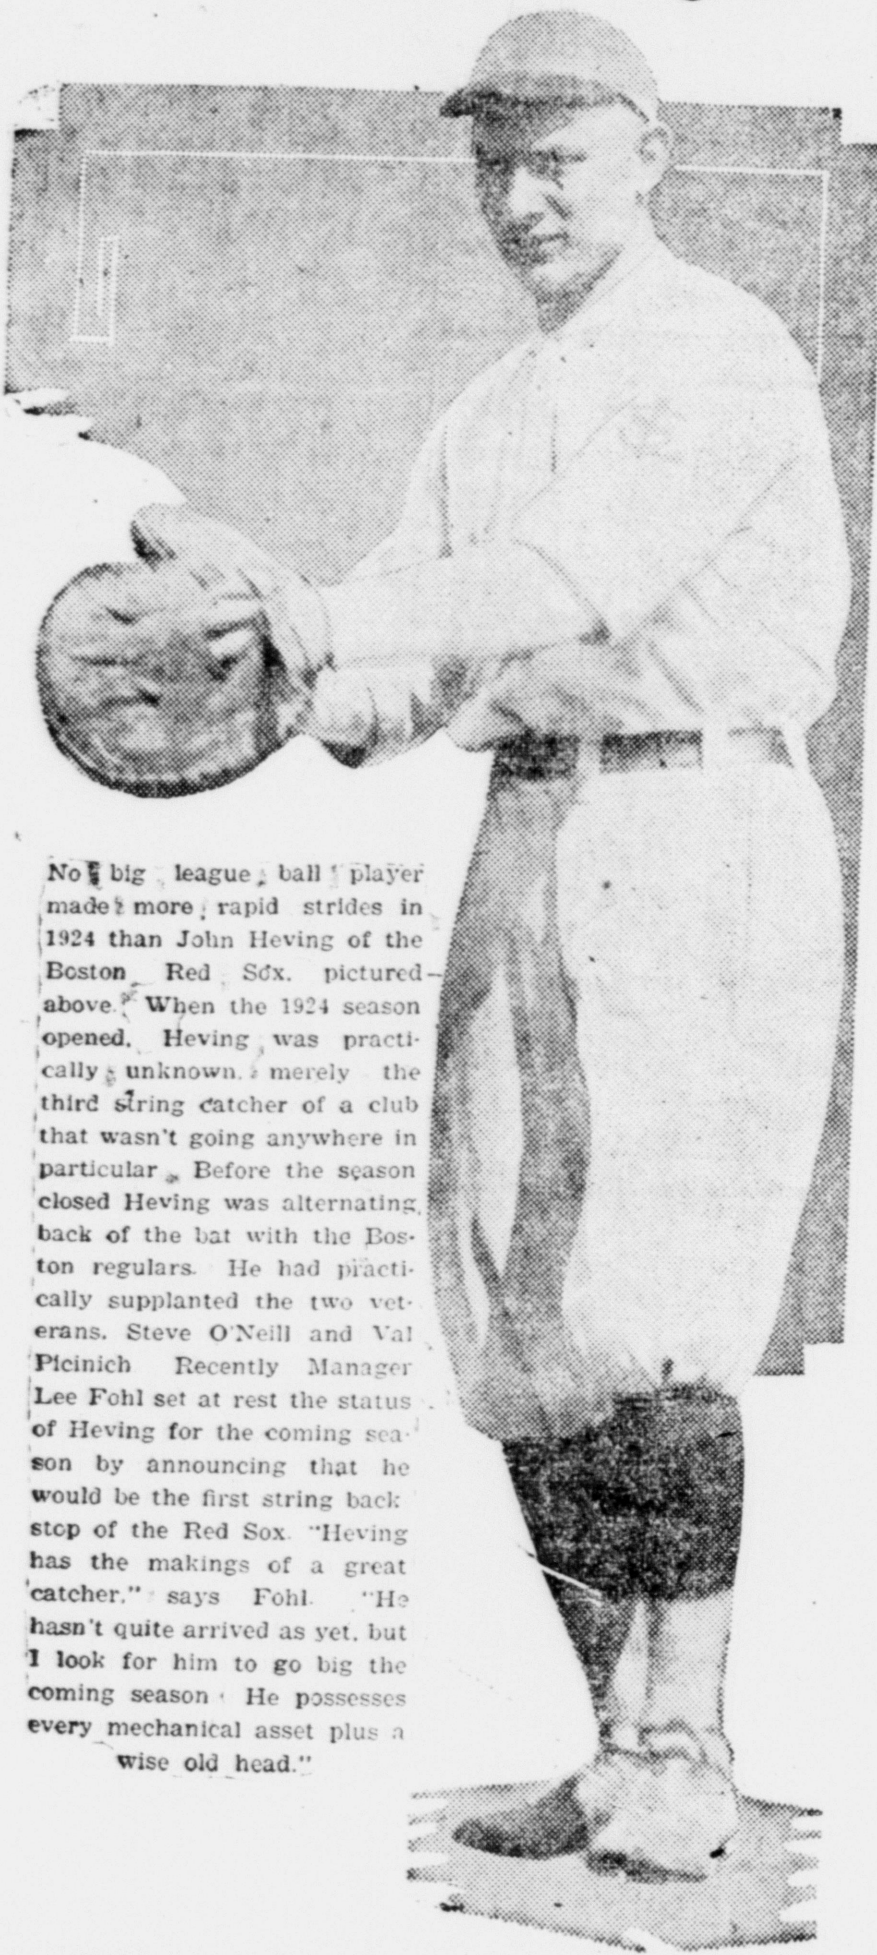 No big league ball player
made more rapid strides in
1924 than John Heving of the
Boston Red Sox. pictured
above. When the 1924 season
opened. Heving was practi-
cally unknown. merely the
third string catcher of a club
that wasn't going anywhere in
particular. Before the season
closed Heving was alternating
back of the bat with the Bos-
ton regulars. He had practi-
cally supplanted the two vet-
erans. Steve O'Neill and Val
Picinich Recently Manager
Lee Fohl set at rest the status
of Heving for the coming sea-
son by announcing that he
would be the first string back
stop of the Red Sox. "Heving
has the makings of a great
catcher." says Fohl. "He
hasn't quite arrived as yet. but
I look for him to go big the
coming season. He possesses
every mechanical asset plus a
wise old head."